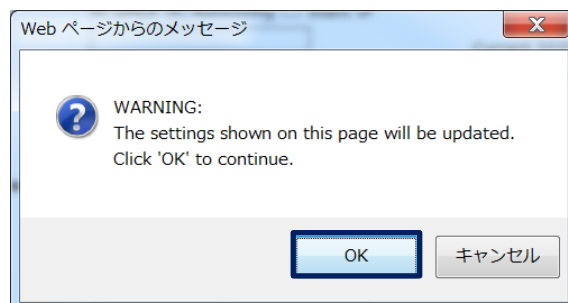 Web ページからのメッセージ
WARNING:
The settings shown on this page will be updated.
Click 'OK' to continue.
OK
キャンセル